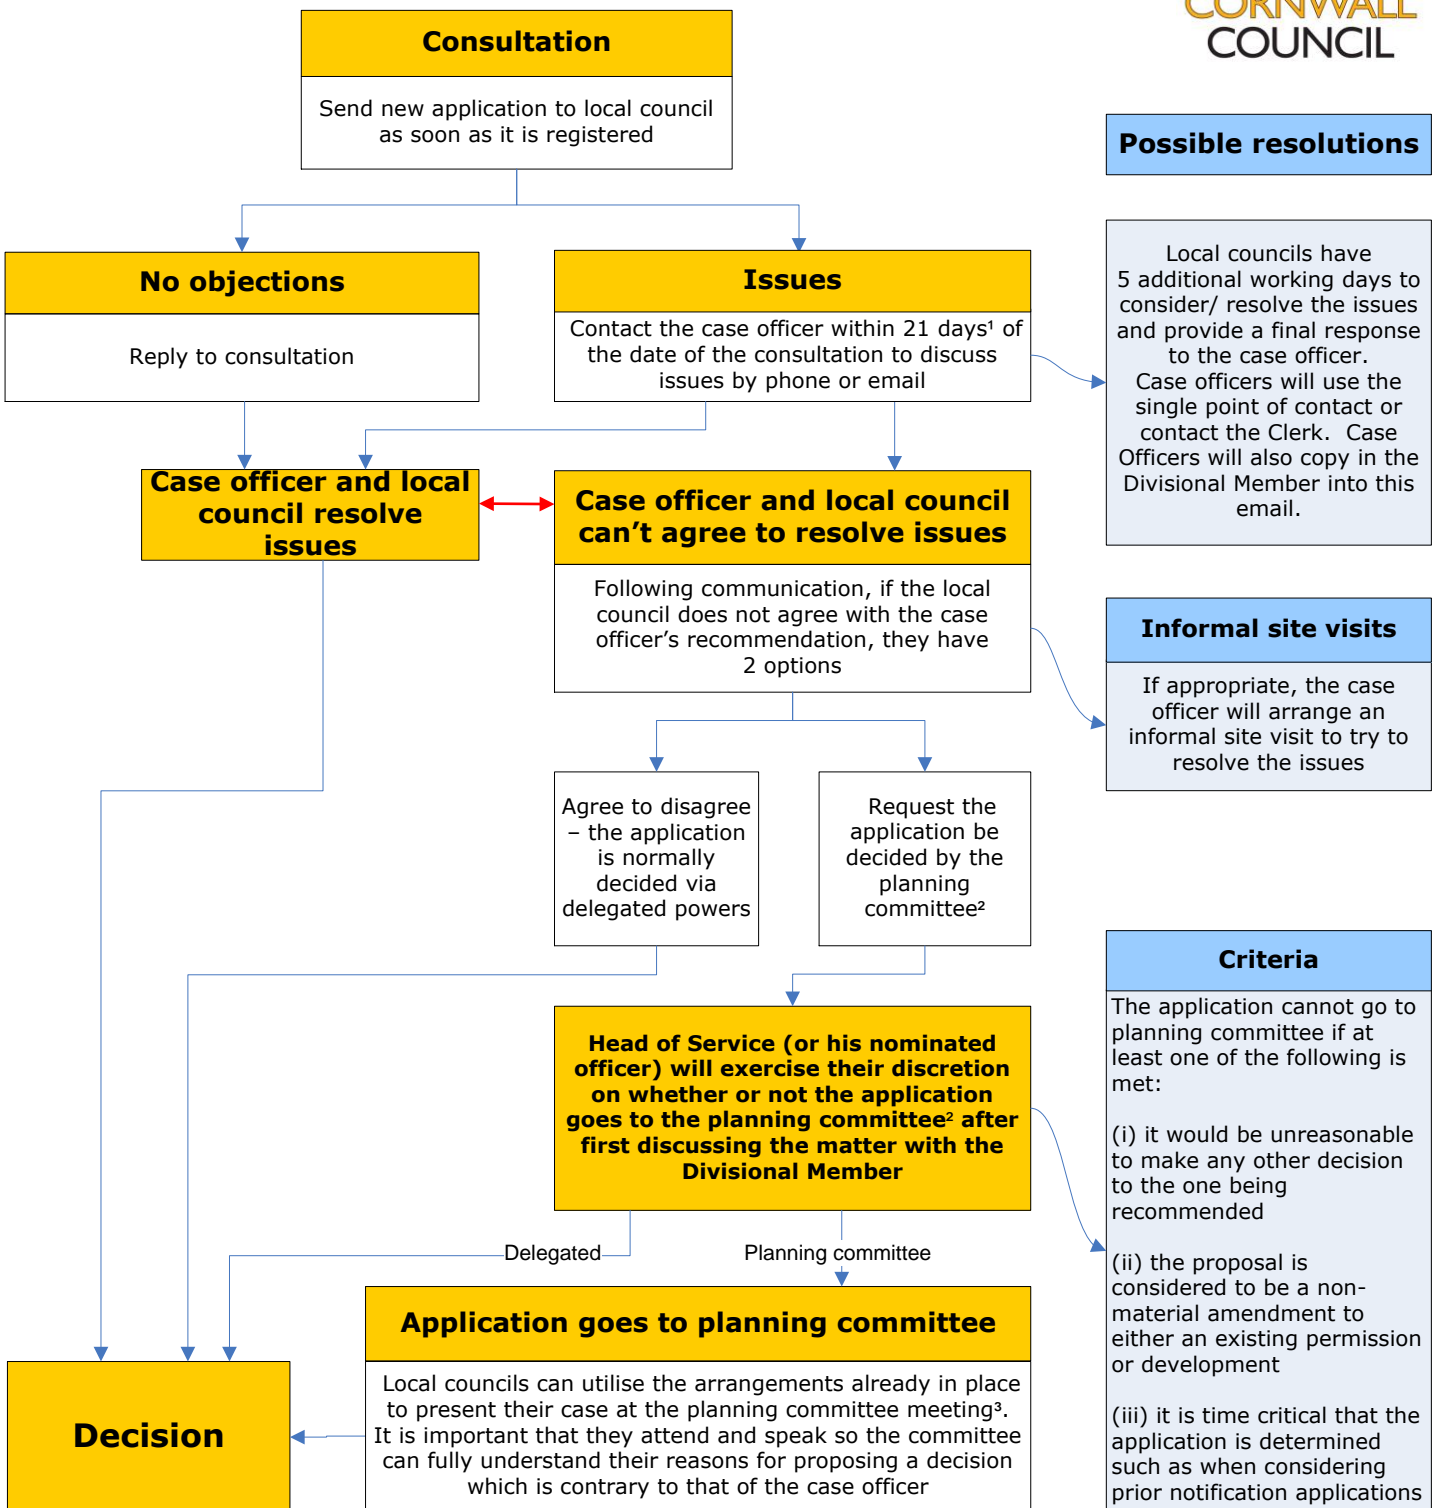 CORNWALL
COUNCIL
Consultation
Send new application to local council
as soon as it is registered
Possible resolutions
Local councils have
5 additional working days to
consider/ resolve the issues
and provide a final response
to the case officer.
Case officers will use the
single point of contact or
contact the Clerk.  Case
Officers will also copy in the
Divisional Member into this
email.
No objections
Reply to consultation
Issues
Contact the case officer within 21 days¹ of
the date of the consultation to discuss
issues by phone or email
Case officer and local
council resolve
issues
Case officer and local council
can’t agree to resolve issues
Following communication, if the local
council does not agree with the case
officer’s recommendation, they have
2 options
Informal site visits
If appropriate, the case
officer will arrange an
informal site visit to try to
resolve the issues
Agree to disagree
– the application
is normally
decided via
delegated powers
Request the
application be
decided by the
planning
committee²
Head of Service (or his nominated
officer) will exercise their discretion
on whether or not the application
goes to the planning committee² after
first discussing the matter with the
Divisional Member
Criteria
The application cannot go to
planning committee if at
least one of the following is
met:
(i) it would be unreasonable
to make any other decision
to the one being
recommended
(ii) the proposal is
considered to be a non-
material amendment to
either an existing permission
or development
(iii) it is time critical that the
application is determined
such as when considering
prior notification applications
Delegated
Planning committee
Application goes to planning committee
Local councils can utilise the arrangements already in place
to present their case at the planning committee meeting³.
It is important that they attend and speak so the committee
can fully understand their reasons for proposing a decision
which is contrary to that of the case officer
Decision